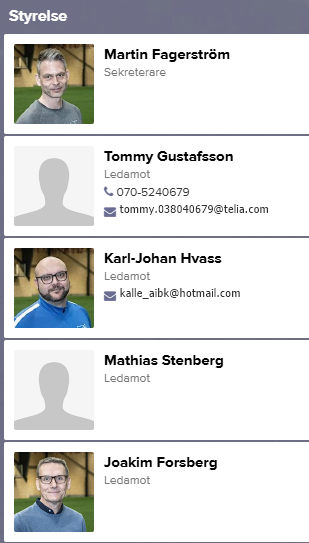 Styrelse
Martin Fagerström
Sekreterare
Tommy Gustafsson
Ledamot
070-5240679
tommy.038040679@telia.com
Karl-Johan Hvass
Ledamot
kalle_aibk@hotmail.com
Mathias Stenberg
Ledamot
Joakim Forsberg
Ledamot